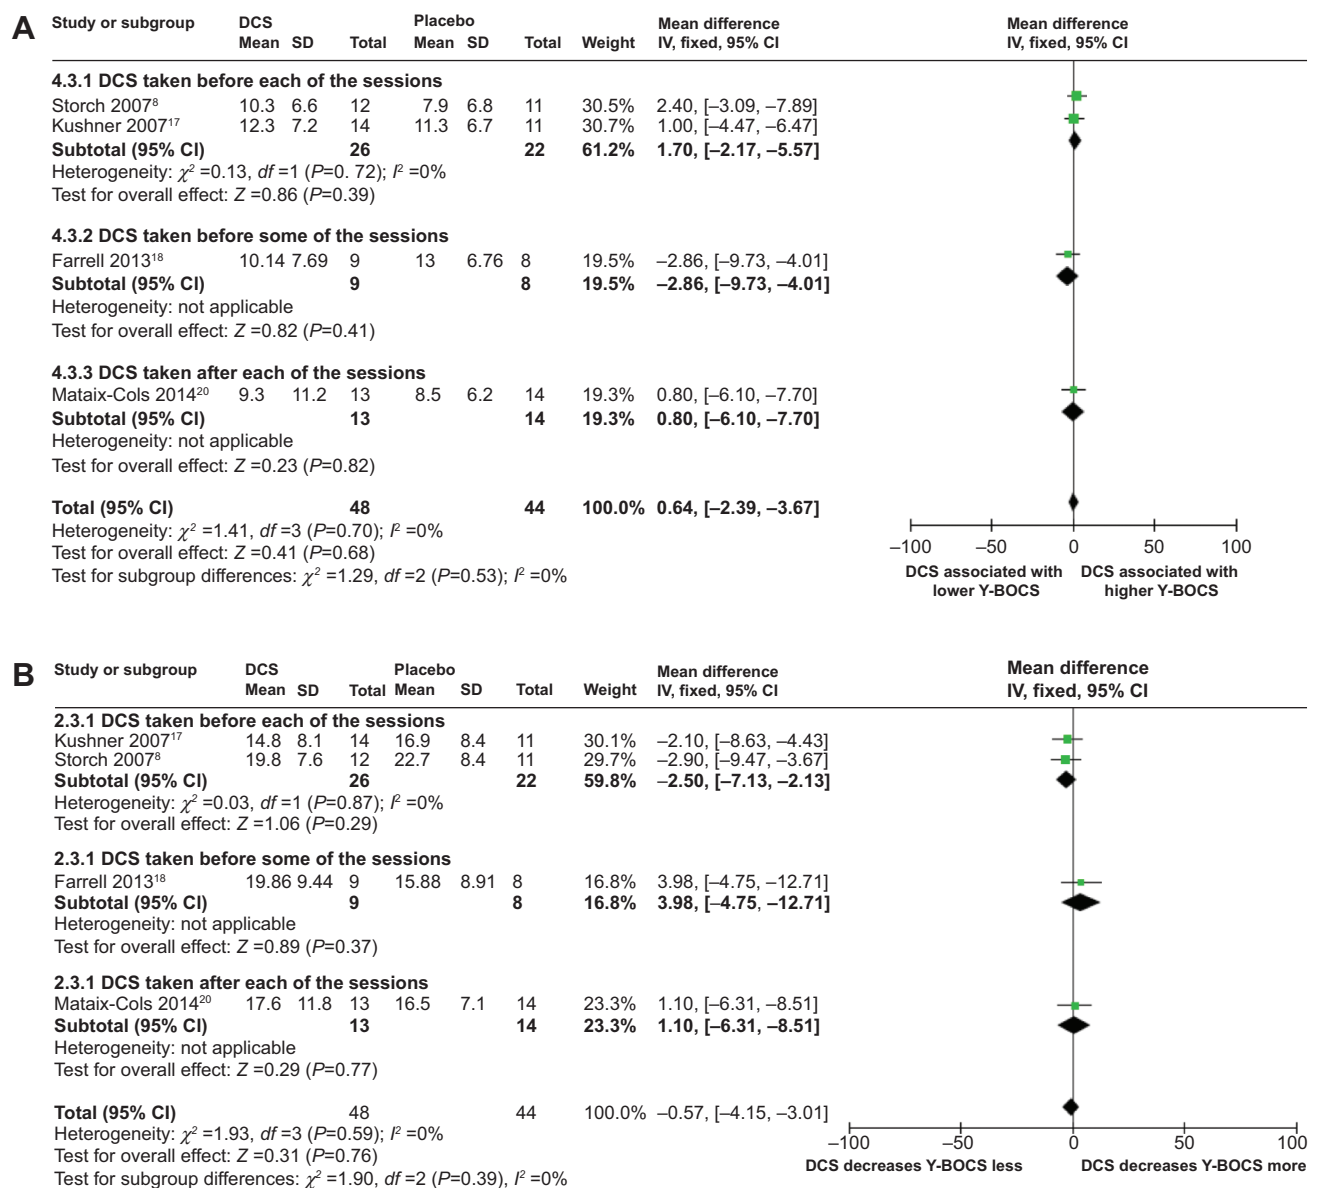 A
Study or subgroup DCS Placebo Mean difference Mean difference
Mean SD Total Mean SD Total Weight IV, fixed, 95% CI IV, fixed, 95% CI
4.3.1 DCS taken before each of the sessions
Storch 2007⁸ 10.3 6.6 12 7.9 6.8 11 30.5% 2.40, [–3.09, –7.89]
Kushner 2007¹⁷ 12.3 7.2 14 11.3 6.7 11 30.7% 1.00, [–4.47, –6.47]
Subtotal (95% CI) 26 22 61.2% 1.70, [–2.17, –5.57]
Heterogeneity: χ² =0.13, df =1 (P=0. 72); I² =0%
Test for overall effect: Z =0.86 (P=0.39)
4.3.2 DCS taken before some of the sessions
Farrell 2013¹⁸ 10.14 7.69 9 13 6.76 8 19.5% –2.86, [–9.73, –4.01]
Subtotal (95% CI) 9 8 19.5% –2.86, [–9.73, –4.01]
Heterogeneity: not applicable
Test for overall effect: Z =0.82 (P=0.41)
4.3.3 DCS taken after each of the sessions
Mataix-Cols 2014²⁰ 9.3 11.2 13 8.5 6.2 14 19.3% 0.80, [–6.10, –7.70]
Subtotal (95% CI) 13 14 19.3% 0.80, [–6.10, –7.70]
Heterogeneity: not applicable
Test for overall effect: Z =0.23 (P=0.82)
Total (95% CI) 48 44 100.0% 0.64, [–2.39, –3.67]
Heterogeneity: χ² =1.41, df =3 (P=0.70); I² =0%
Test for overall effect: Z =0.41 (P=0.68)
Test for subgroup differences: χ² =1.29, df =2 (P=0.53); I² =0%
–100 –50 0 50 100
DCS associated with DCS associated with
lower Y-BOCS higher Y-BOCS
B
Study or subgroup DCS Placebo Mean difference Mean difference
Mean SD Total Mean SD Total Weight IV, fixed, 95% CI IV, fixed, 95% CI
2.3.1 DCS taken before each of the sessions
Kushner 2007¹⁷ 14.8 8.1 14 16.9 8.4 11 30.1% –2.10, [–8.63, –4.43]
Storch 2007⁸ 19.8 7.6 12 22.7 8.4 11 29.7% –2.90, [–9.47, –3.67]
Subtotal (95% CI) 26 22 59.8% –2.50, [–7.13, –2.13]
Heterogeneity: χ² =0.03, df =1 (P=0.87); I² =0%
Test for overall effect: Z =1.06 (P=0.29)
2.3.1 DCS taken before some of the sessions
Farrell 2013¹⁸ 19.86 9.44 9 15.88 8.91 8 16.8% 3.98, [–4.75, –12.71]
Subtotal (95% CI) 9 8 16.8% 3.98, [–4.75, –12.71]
Heterogeneity: not applicable
Test for overall effect: Z =0.89 (P=0.37)
2.3.1 DCS taken after each of the sessions
Mataix-Cols 2014²⁰ 17.6 11.8 13 16.5 7.1 14 23.3% 1.10, [–6.31, –8.51]
Subtotal (95% CI) 13 14 23.3% 1.10, [–6.31, –8.51]
Heterogeneity: not applicable
Test for overall effect: Z =0.29 (P=0.77)
Total (95% CI) 48 44 100.0% –0.57, [–4.15, –3.01]
Heterogeneity: χ² =1.93, df =3 (P=0.59); I² =0%
Test for overall effect: Z =0.31 (P=0.76)
Test for subgroup differences: χ² =1.90, df =2 (P=0.39), I² =0%
–100 –50 0 50 100
DCS decreases Y-BOCS less DCS decreases Y-BOCS more